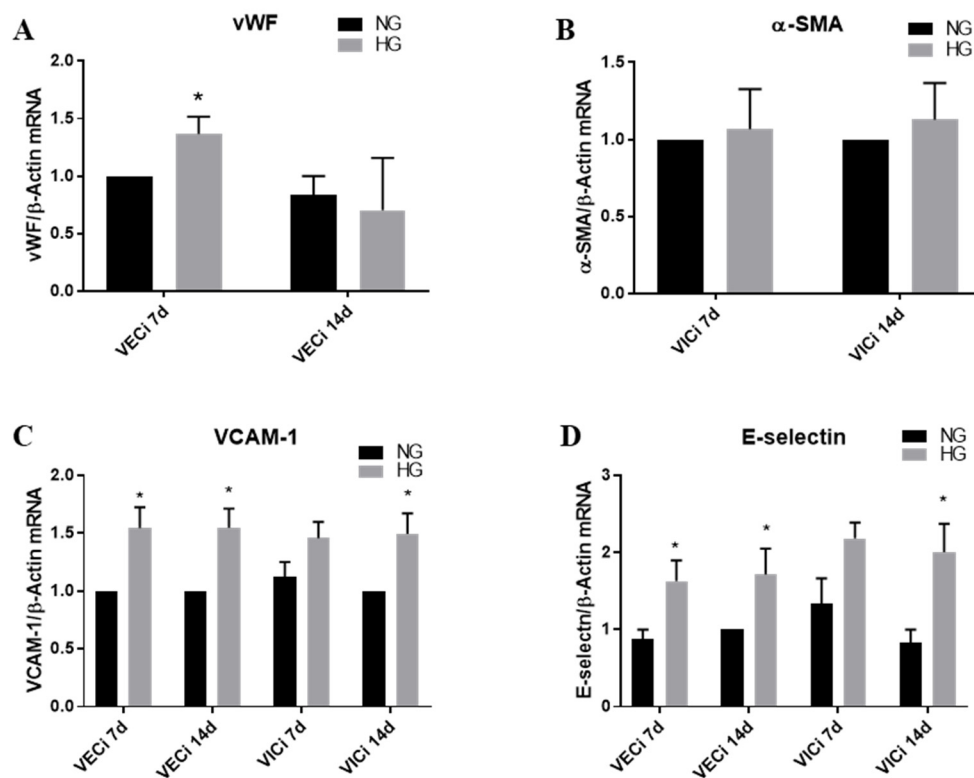 A
vWF
NG
HG
vWF/β-Actin mRNA
2.0
1.5
1.0
0.5
0.0
*
VECi 7d
VECi 14d
B
α-SMA
NG
HG
α-SMA/β-Actin mRNA
1.5
1.0
0.5
0.0
VICi 7d
VICi 14d
C
VCAM-1
NG
HG
VCAM-1/β-Actin mRNA
2.0
1.5
1.0
0.5
0.0
* * *
VECi 7d
VECi 14d
VICi 7d
VICi 14d
D
E-selectin
NG
HG
E-selectn/β-Actin mRNA
3
2
1
0
* * *
VECi 7d
VECi 14d
VICi 7d
VICi 14d